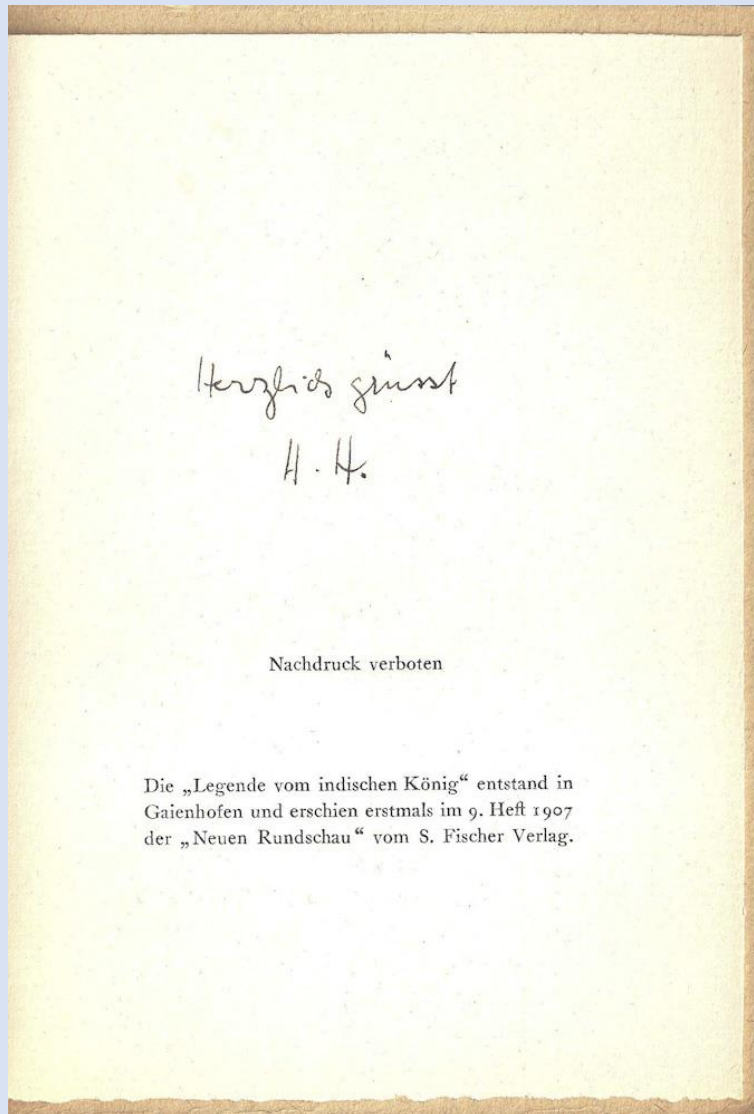 Herzlich grüsst
H. H.
Nachdruck verboten
Die „Legende vom indischen König“ entstand in
Gaienhofen und erschien erstmals im 9. Heft 1907
der „Neuen Rundschau“ vom S. Fischer Verlag.